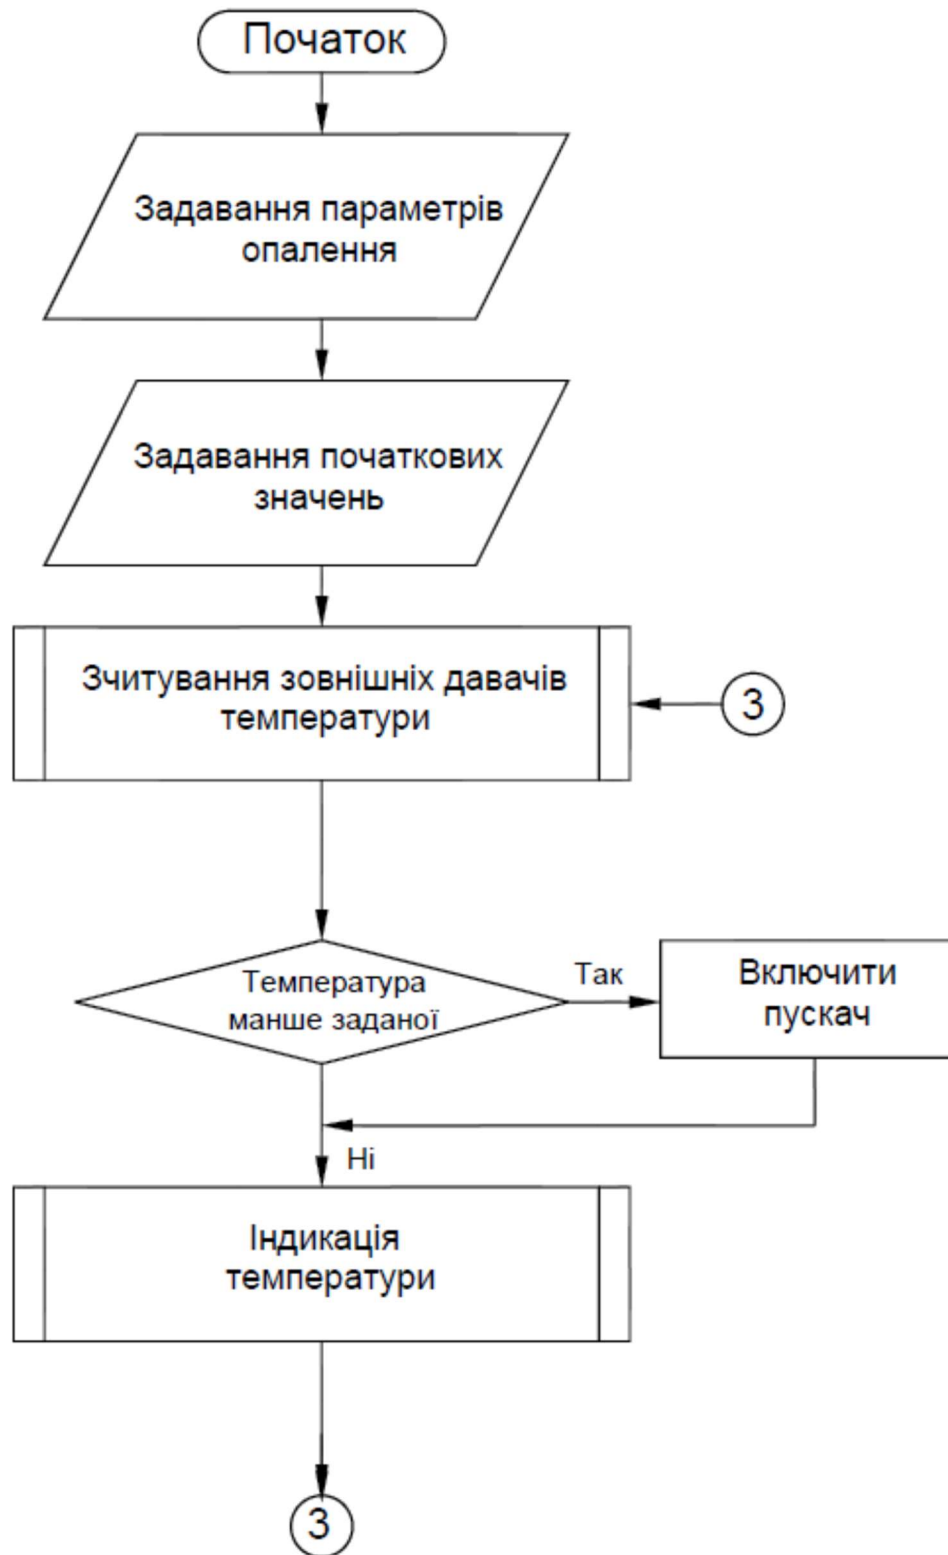 Початок
Задавання параметрів
опалення
Задавання початкових
значень
Зчитування зовнішніх давачів
температури
3
Температура
манше заданої
Так
Включити
пускач
Ні
Індикація
температури
3